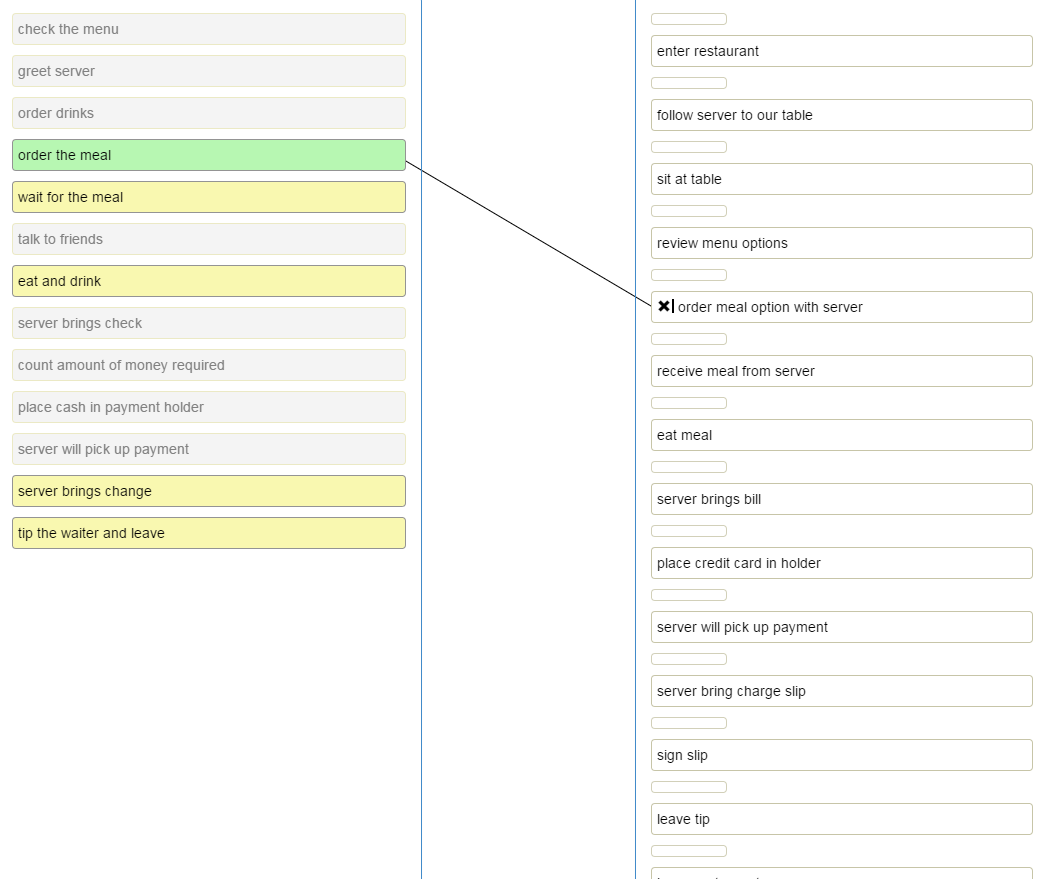 check the menu
greet server
order drinks
order the meal
wait for the meal
talk to friends
eat and drink
server brings check
count amount of money required
place cash in payment holder
server will pick up payment
server brings change
tip the waiter and leave
enter restaurant
follow server to our table
sit at table
review menu options
order meal option with server
receive meal from server
eat meal
server brings bill
place credit card in holder
server will pick up payment
server bring charge slip
sign slip
leave tip